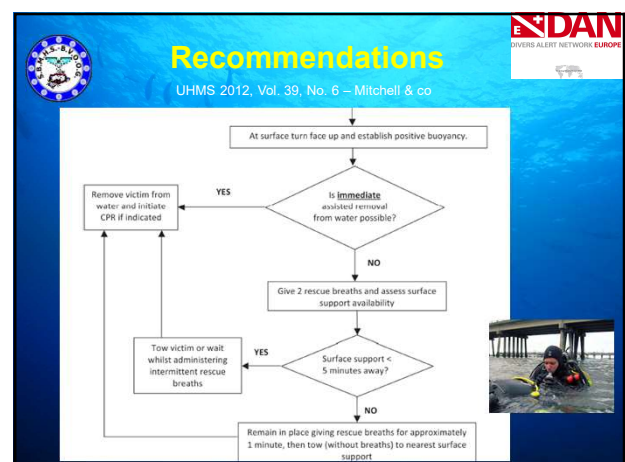 DAN
DIVERS ALERT NETWORK EUROPE
S.B.M.H.S.-B.V.O.O.G.
Recommendations
UHMS 2012, Vol. 39, No. 6 – Mitchell & co
At surface turn face up and establish positive buoyancy.
Remove victim from
water and initiate
CPR if indicated
YES
Is immediate
assisted removal
from water possible?
NO
Give 2 rescue breaths and assess surface
support availability
Tow victim or wait
whilst administering
intermittent rescue
breaths
YES
Surface support <
5 minutes away?
NO
Remain in place giving rescue breaths for approximately
1 minute, then tow (without breaths) to nearest surface
support